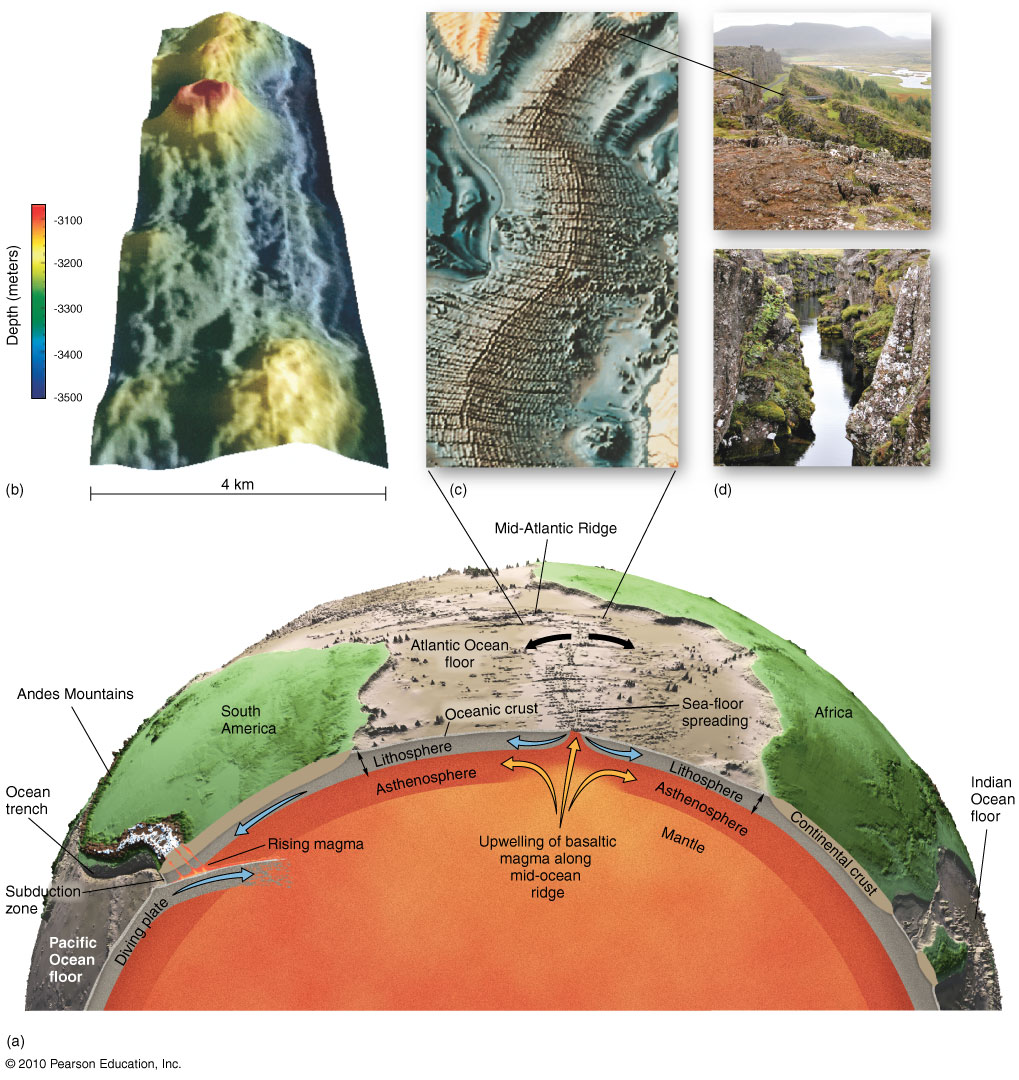 Depth (meters)
-3100
-3200
-3300
-3400
-3500
4 km
(b)
(c)
(d)
Mid-Atlantic Ridge
Atlantic Ocean
floor
Andes Mountains
South
America
Oceanic crust
Sea-floor
spreading
Africa
Lithosphere
Asthenosphere
Lithosphere
Asthenosphere
Indian
Ocean
floor
Ocean
trench
Rising magma
Upwelling of basaltic
magma along
mid-ocean
ridge
Mantle
Continental crust
Subduction
zone
Diving plate
Pacific
Ocean
floor
(a)
© 2010 Pearson Education, Inc.